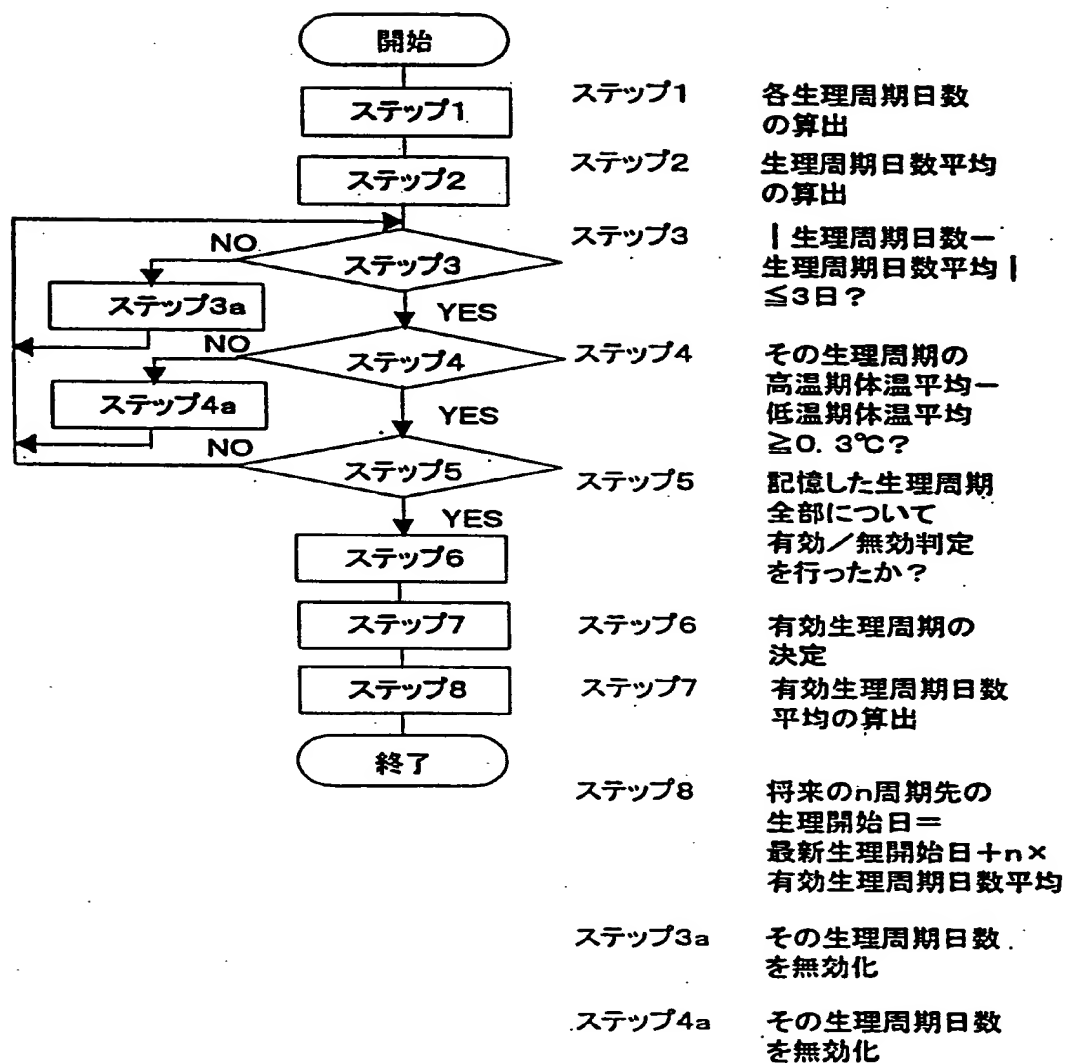 開始
ステップ1
ステップ2
NO
ステップ3
ステップ3a
YES
NO
ステップ4
ステップ4a
YES
NO
ステップ5
YES
ステップ6
ステップ7
ステップ8
終了
ステップ1 各生理周期日数
の算出
ステップ2 生理周期日数平均
の算出
ステップ3 |生理周期日数－
生理周期日数平均|
≦3日？
ステップ4 その生理周期の
高温期体温平均－
低温期体温平均
≧0．3℃？
ステップ5 記憶した生理周期
全部について
有効／無効判定
を行ったか？
ステップ6 有効生理周期の
決定
ステップ7 有効生理周期日数
平均の算出
ステップ8 将来のn周期先の
生理開始日＝
最新生理開始日＋n×
有効生理周期日数平均
ステップ3a その生理周期日数
を無効化
ステップ4a その生理周期日数
を無効化